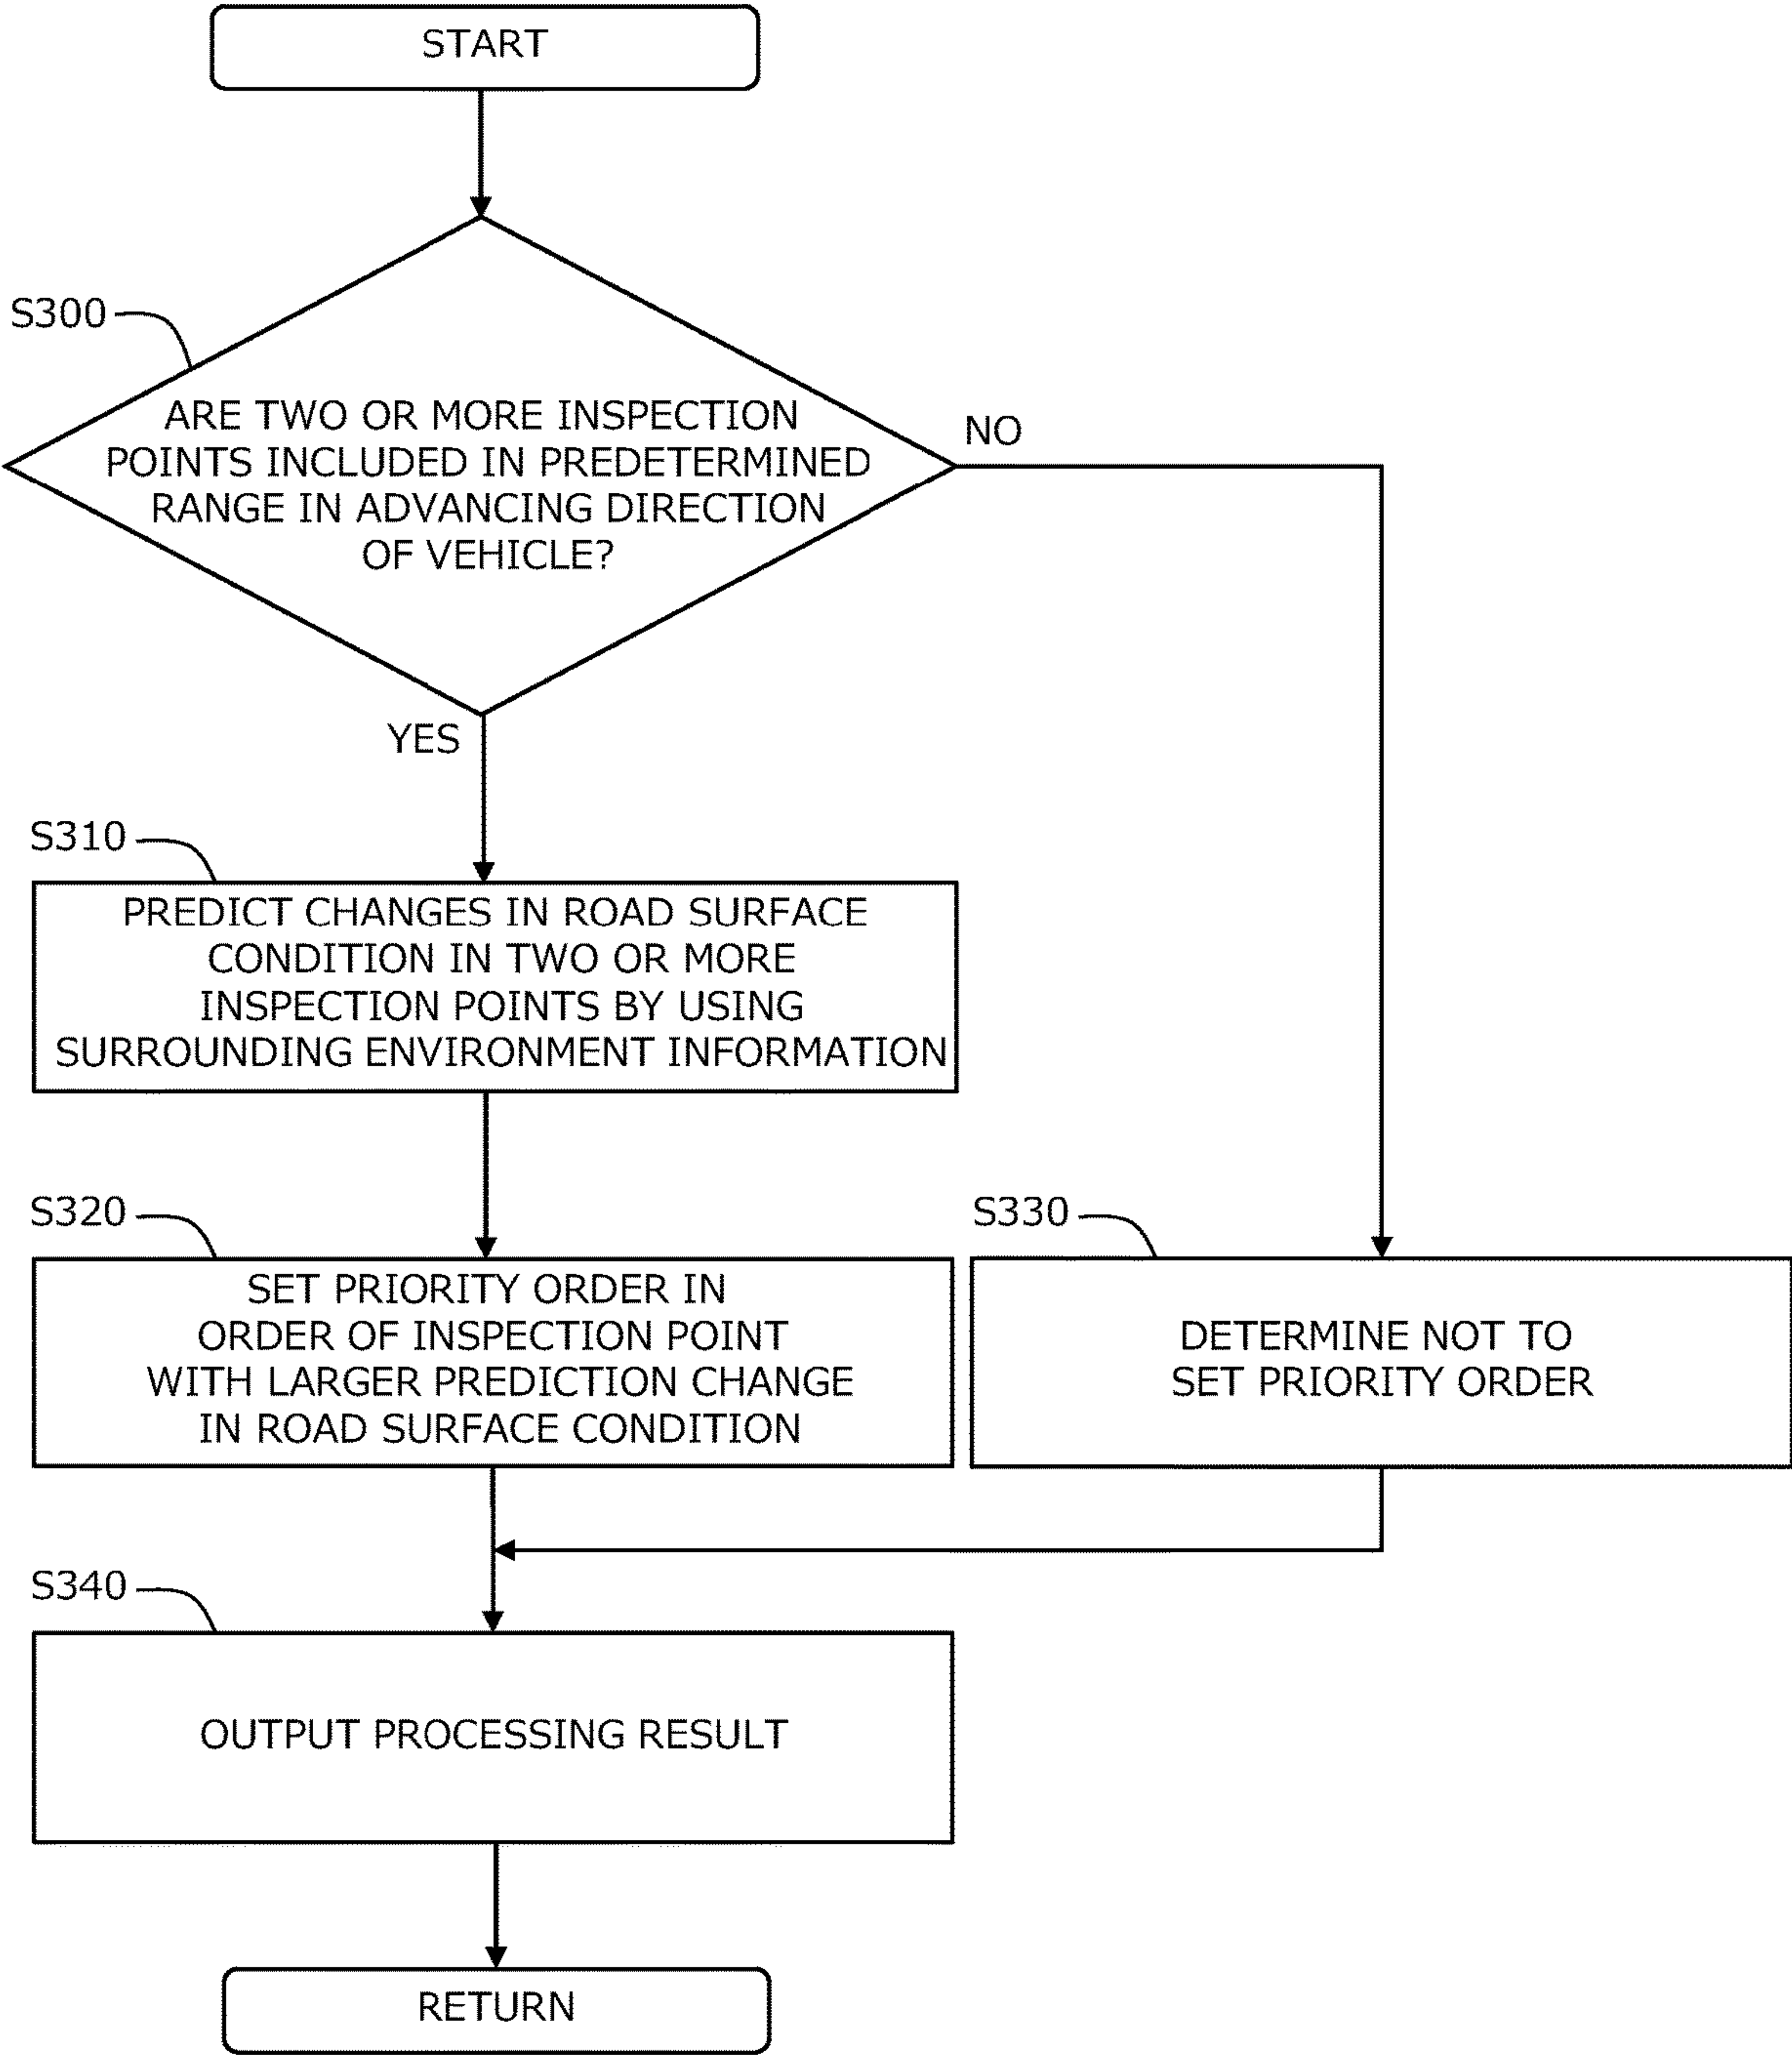 START
S300
ARE TWO OR MORE INSPECTION
POINTS INCLUDED IN PREDETERMINED
RANGE IN ADVANCING DIRECTION
OF VEHICLE?
NO
YES
S310
PREDICT CHANGES IN ROAD SURFACE
CONDITION IN TWO OR MORE
INSPECTION POINTS BY USING
SURROUNDING ENVIRONMENT INFORMATION
S320
SET PRIORITY ORDER IN
ORDER OF INSPECTION POINT
WITH LARGER PREDICTION CHANGE
IN ROAD SURFACE CONDITION
S330
DETERMINE NOT TO
SET PRIORITY ORDER
S340
OUTPUT PROCESSING RESULT
RETURN